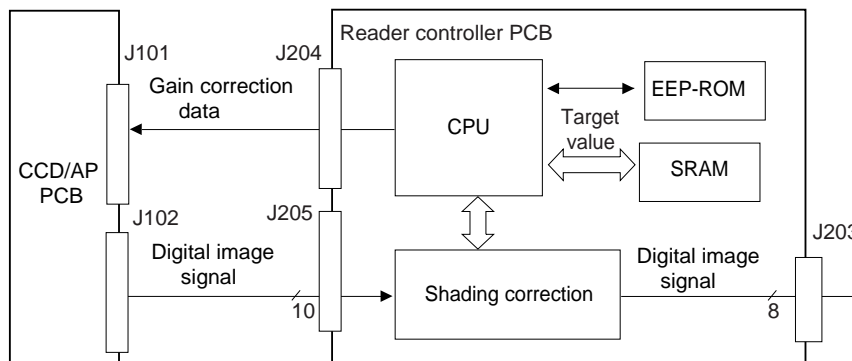 Reader controller PCB
J101
J204
Gain correction
data
CPU
EEP-ROM
Target
value
SRAM
CCD/AP
PCB
J102
J205
J203
Digital image
signal
10
Shading correction
Digital image
signal
8